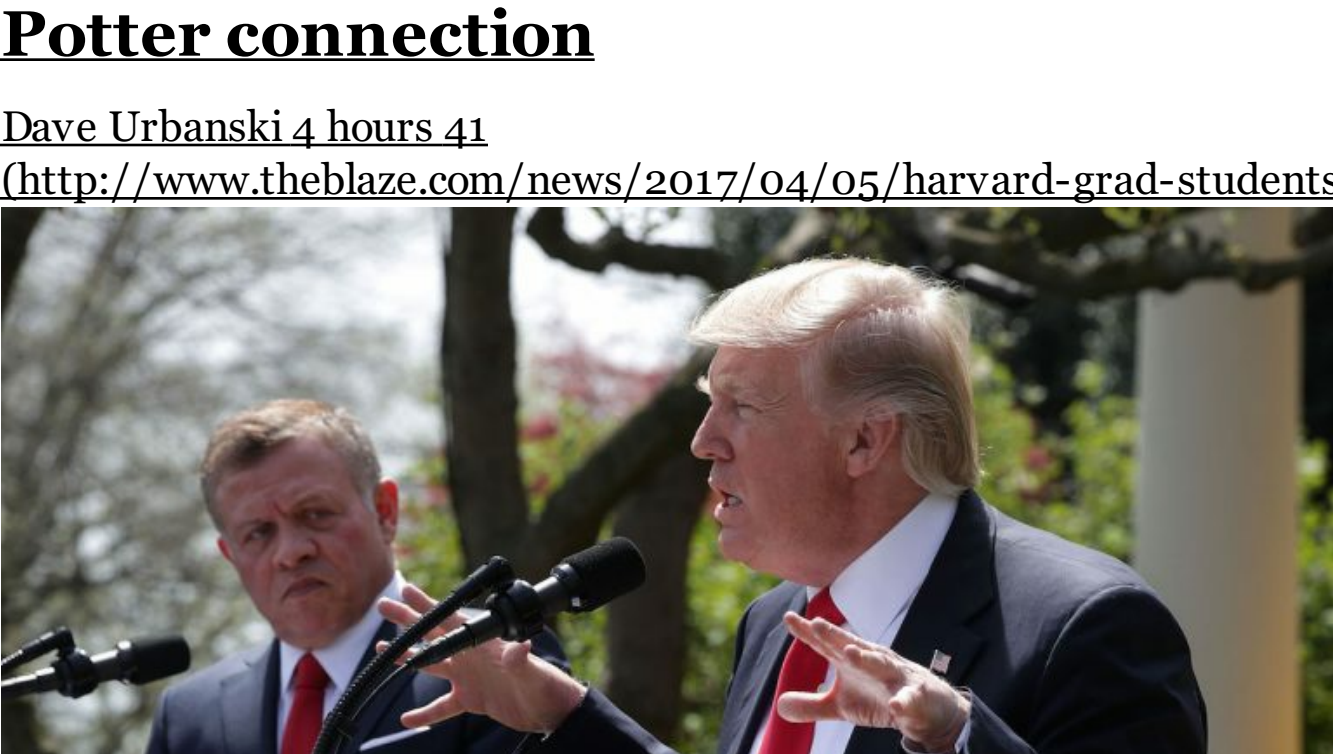 Potter connection
Dave Urbanski 4 hours 41
(http://www.theblaze.com/news/2017/04/05/harvard-grad-students